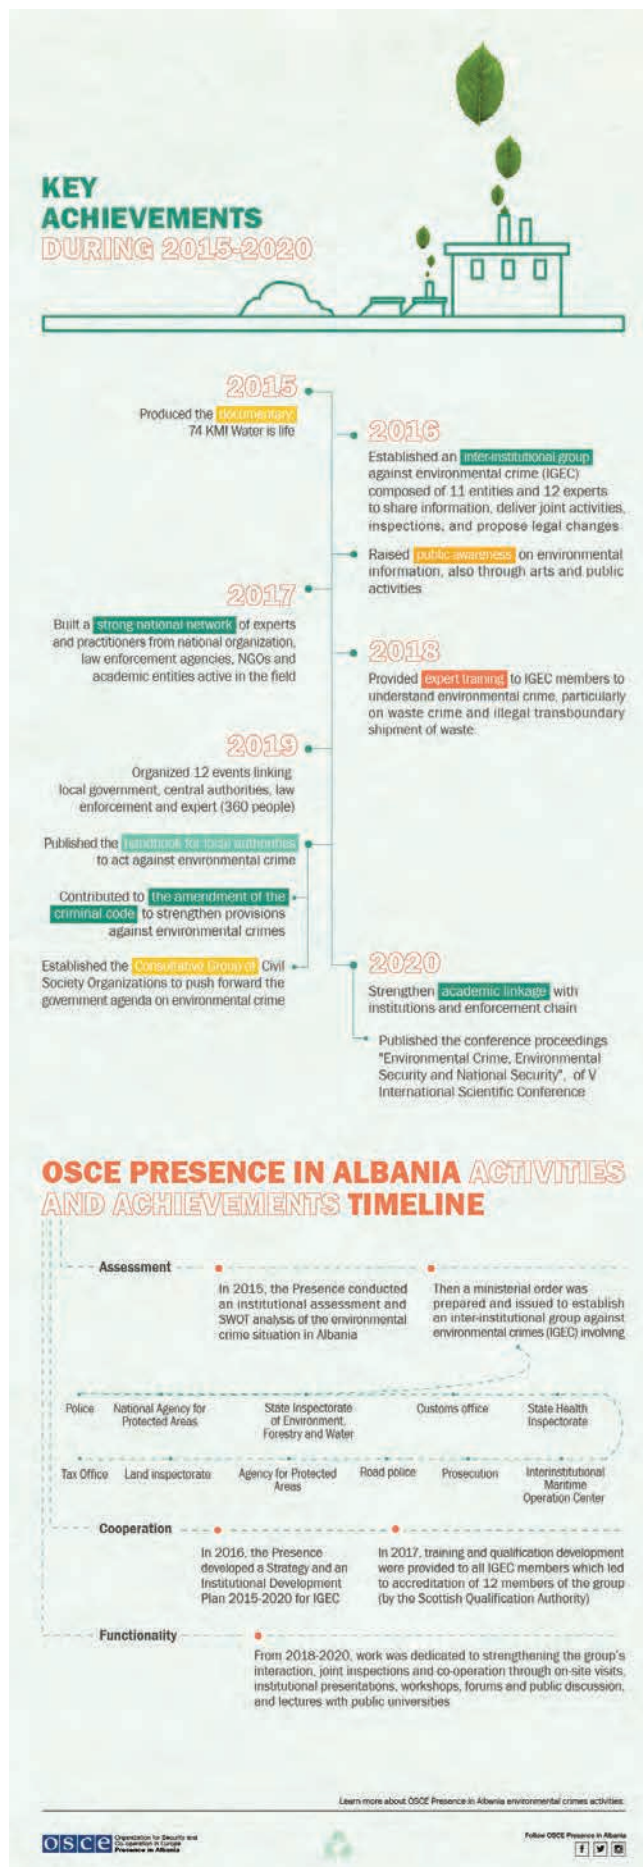 KEY
ACHIEVEMENTS
DURING 2015-2020
2015
Produced the documentary:
74 KM! Water is life
2016
Established an inter-institutional group
against environmental crime (IGEC)
composed of 11 entities and 12 experts
to share information, deliver joint activities,
inspections, and propose legal changes
Raised public awareness on environmental
information, also through arts and public
activities
2017
Built a strong national network of experts
and practitioners from national organization,
law enforcement agencies, NGOs and
academic entities active in the field
2018
Provided expert training to IGEC members to
understand environmental crime, particularly
on waste crime and illegal transboundary
shipment of waste.
2019
Organized 12 events linking
local government, central authorities, law
enforcement and expert (360 people)
Published the handbook for local authorities
to act against environmental crime
Contributed to the amendment of the
criminal code to strengthen provisions
against environmental crimes
Established the Consultative Group of Civil
Society Organizations to push forward the
government agenda on environmental crime
2020
Strengthen academic linkage with
institutions and enforcement chain
Published the conference proceedings
"Environmental Crime, Environmental
Security and National Security", of V
International Scientific Conference
OSCE PRESENCE IN ALBANIA ACTIVITIES
AND ACHIEVEMENTS TIMELINE
Assessment
In 2015, the Presence conducted
an institutional assessment and
SWOT analysis of the environmental
crime situation in Albania
Then a ministerial order was
prepared and issued to establish
an inter-institutional group against
environmental crimes (IGEC) involving
Police
National Agency for
Protected Areas
State Inspectorate
of Environment,
Forestry and Water
Customs office
State Health
Inspectorate
Tax Office
Land inspectorate
Agency for Protected
Areas
Road police
Prosecution
Interinstitutional
Maritime
Operation Center
Cooperation
In 2016, the Presence
developed a Strategy and an
Institutional Development
Plan 2015-2020 for IGEC
In 2017, training and qualification development
were provided to all IGEC members which led
to accreditation of 12 members of the group
(by the Scottish Qualification Authority)
Functionality
From 2018-2020, work was dedicated to strengthening the group's
interaction, joint inspections and co-operation through on-site visits,
institutional presentations, workshops, forums and public discussion,
and lectures with public universities
Learn more about OSCE Presence in Albania environmental crimes activities:
osce
Organization for Security and
Co-operation in Europe
Presence in Albania
Follow OSCE Presence in Albania